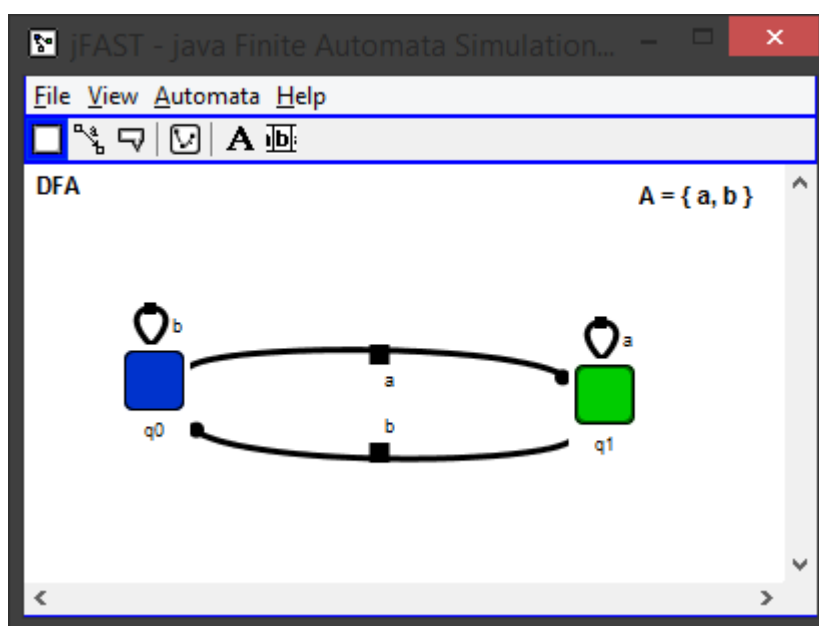 jFAST - java Finite Automata Simulation...
File View Automata Help
A b
DFA
A = { a, b }
b
a
a
b
q0
q1